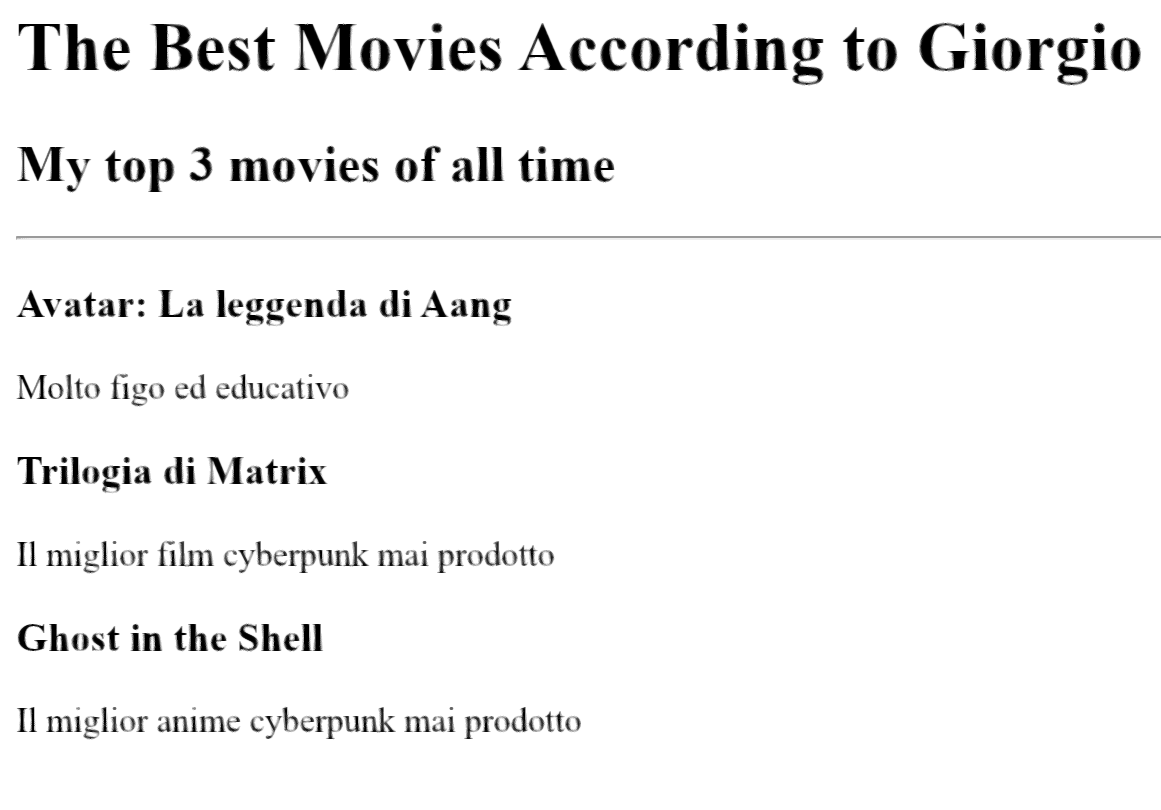 The Best Movies According to Giorgio
My top 3 movies of all time
Avatar: La leggenda di Aang
Molto figo ed educativo
Trilogia di Matrix
Il miglior film cyberpunk mai prodotto
Ghost in the Shell
Il miglior anime cyberpunk mai prodotto